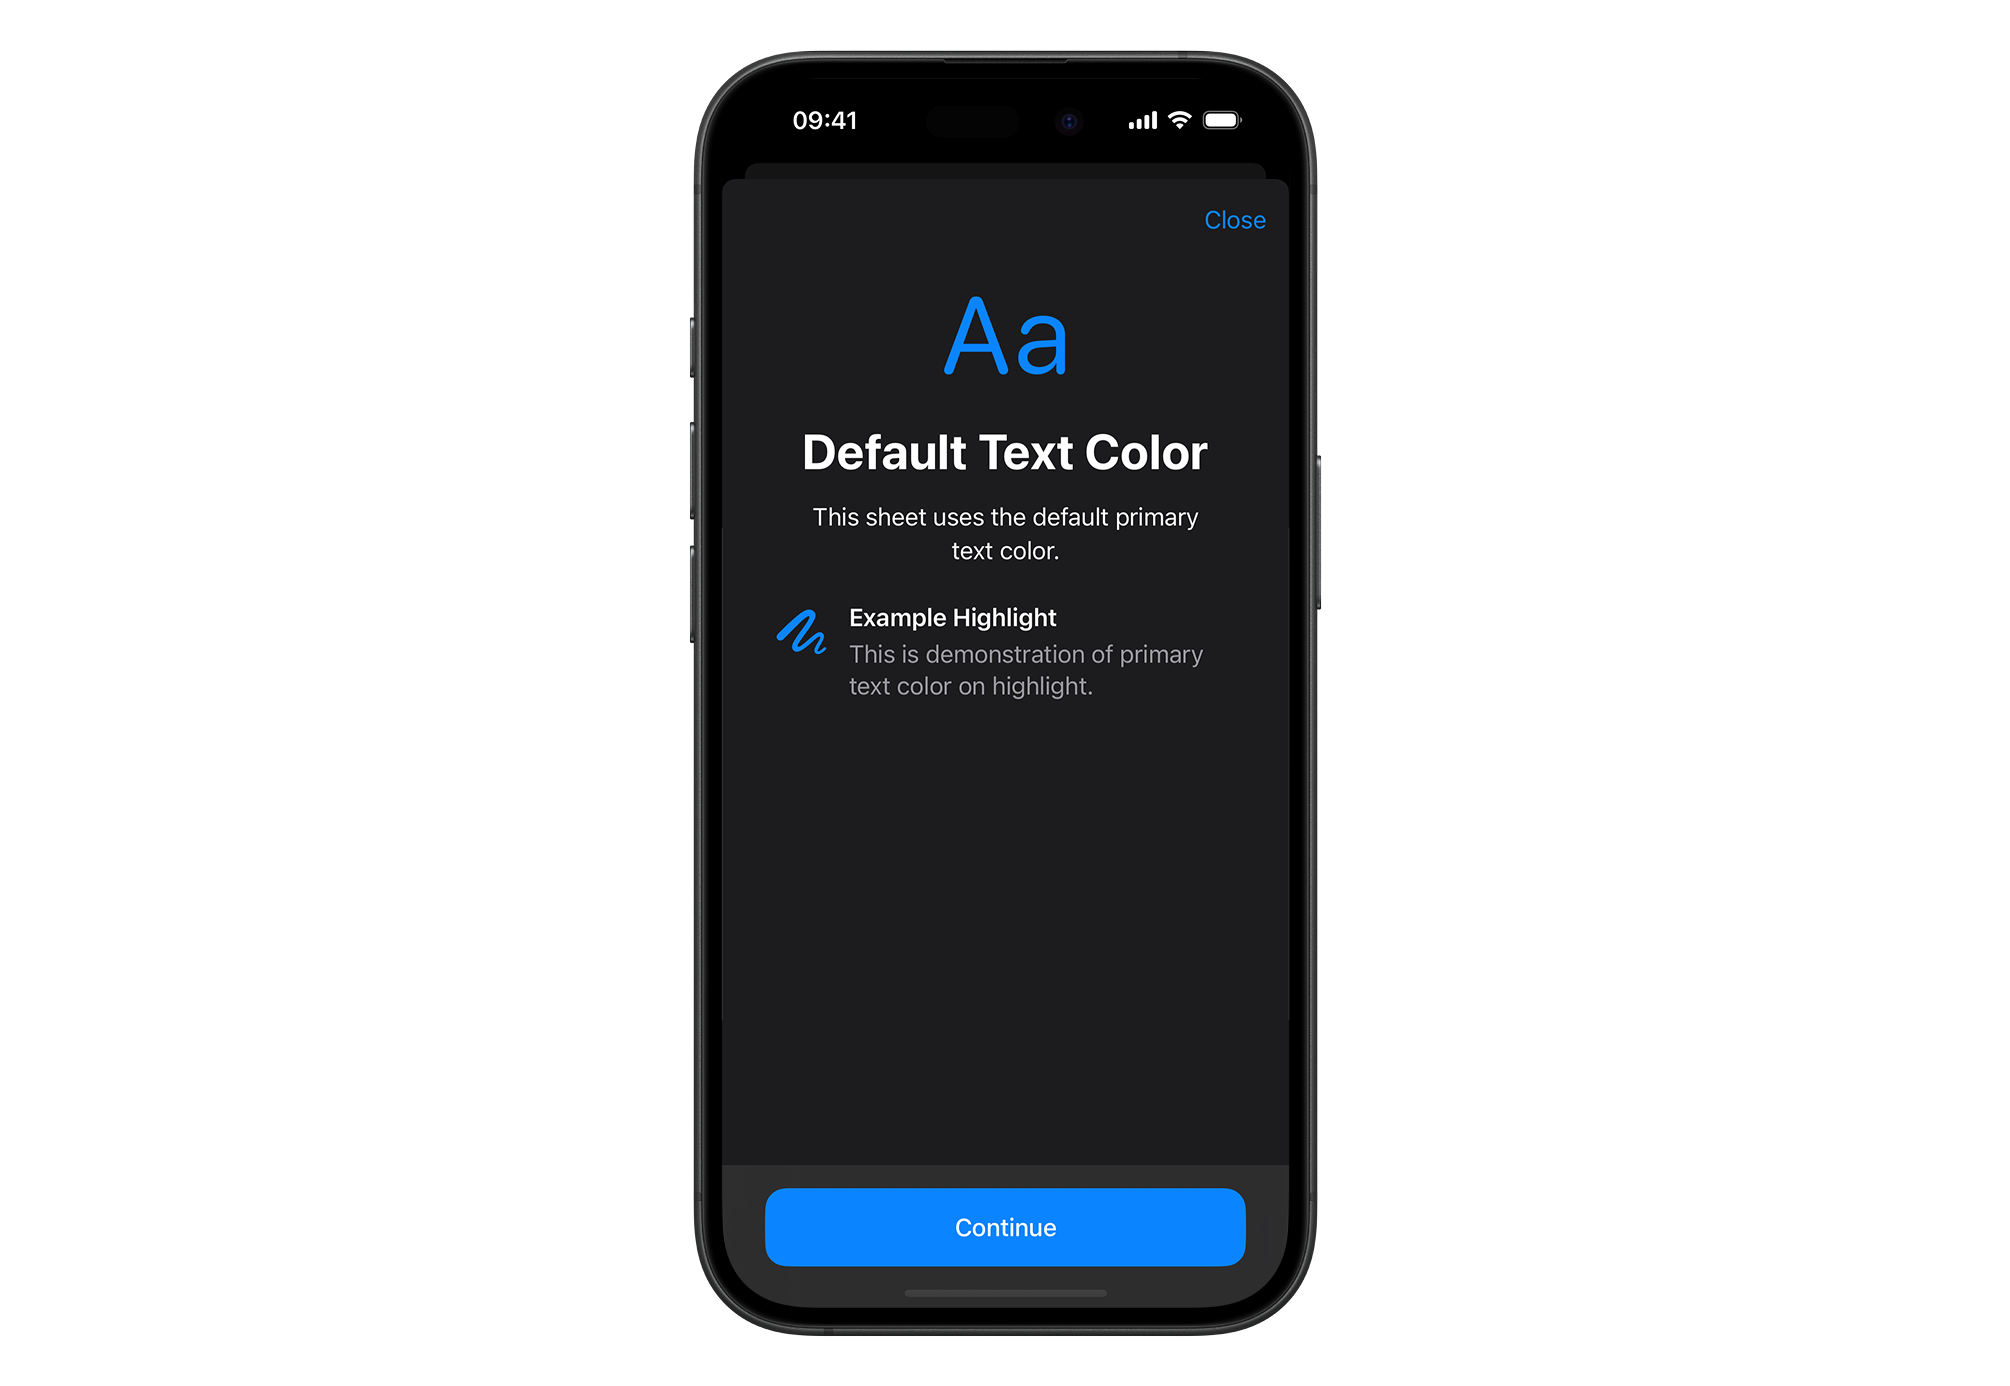 09:41
Close
Aa
Default Text Color
This sheet uses the default primary
text color.
Example Highlight
This is demonstration of primary
text color on highlight.
Continue